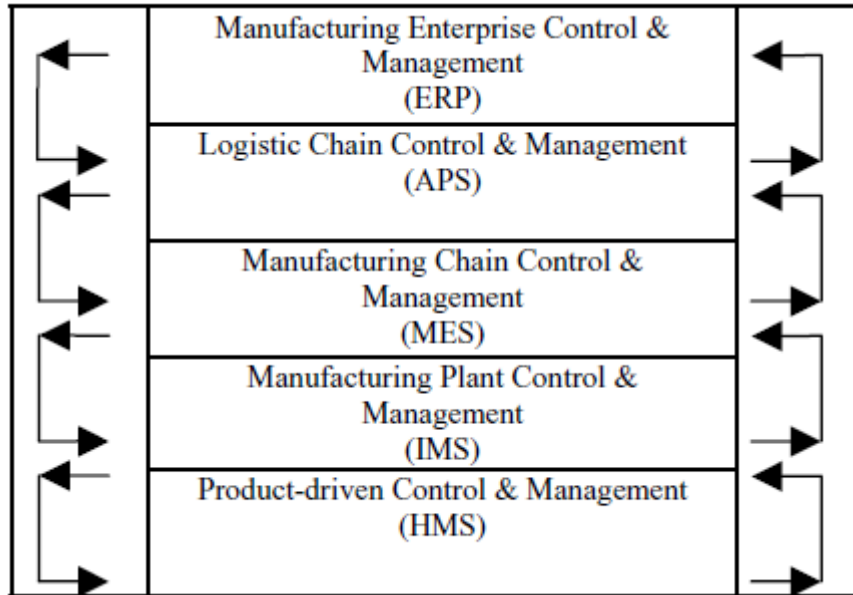 Manufacturing Enterprise Control &
Management
(ERP)
Logistic Chain Control & Management
(APS)
Manufacturing Chain Control &
Management
(MES)
Manufacturing Plant Control &
Management
(IMS)
Product-driven Control & Management
(HMS)